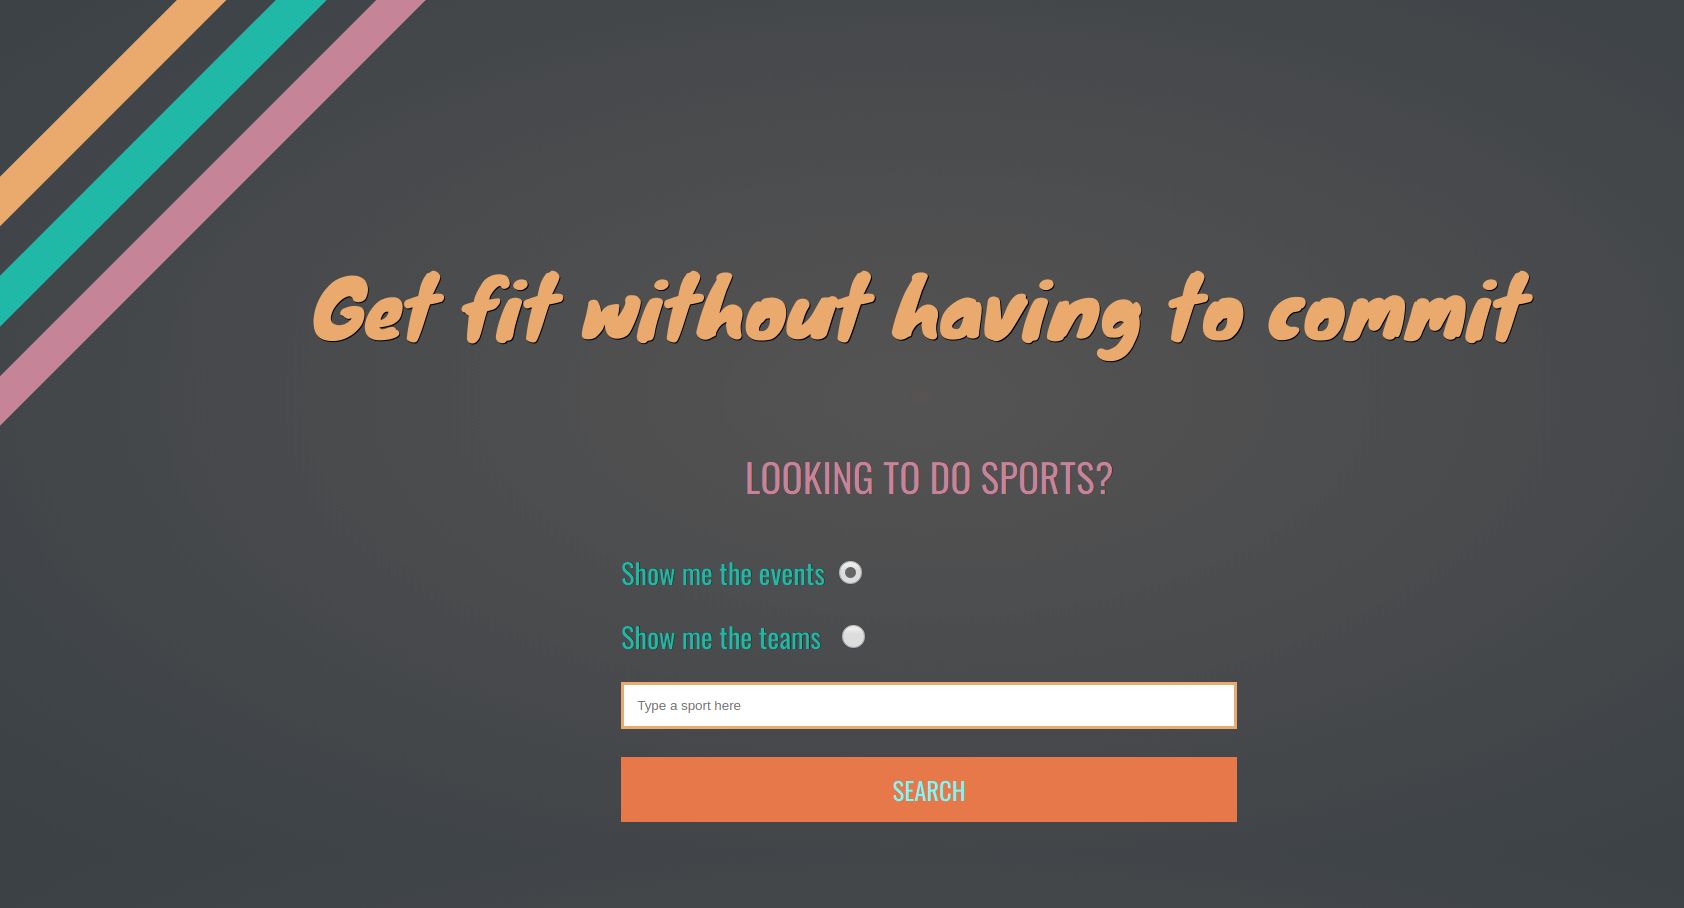 Get fit without having to commit
LOOKING TO DO SPORTS?
Show me the events
Show me the teams
Type a sport here
SEARCH